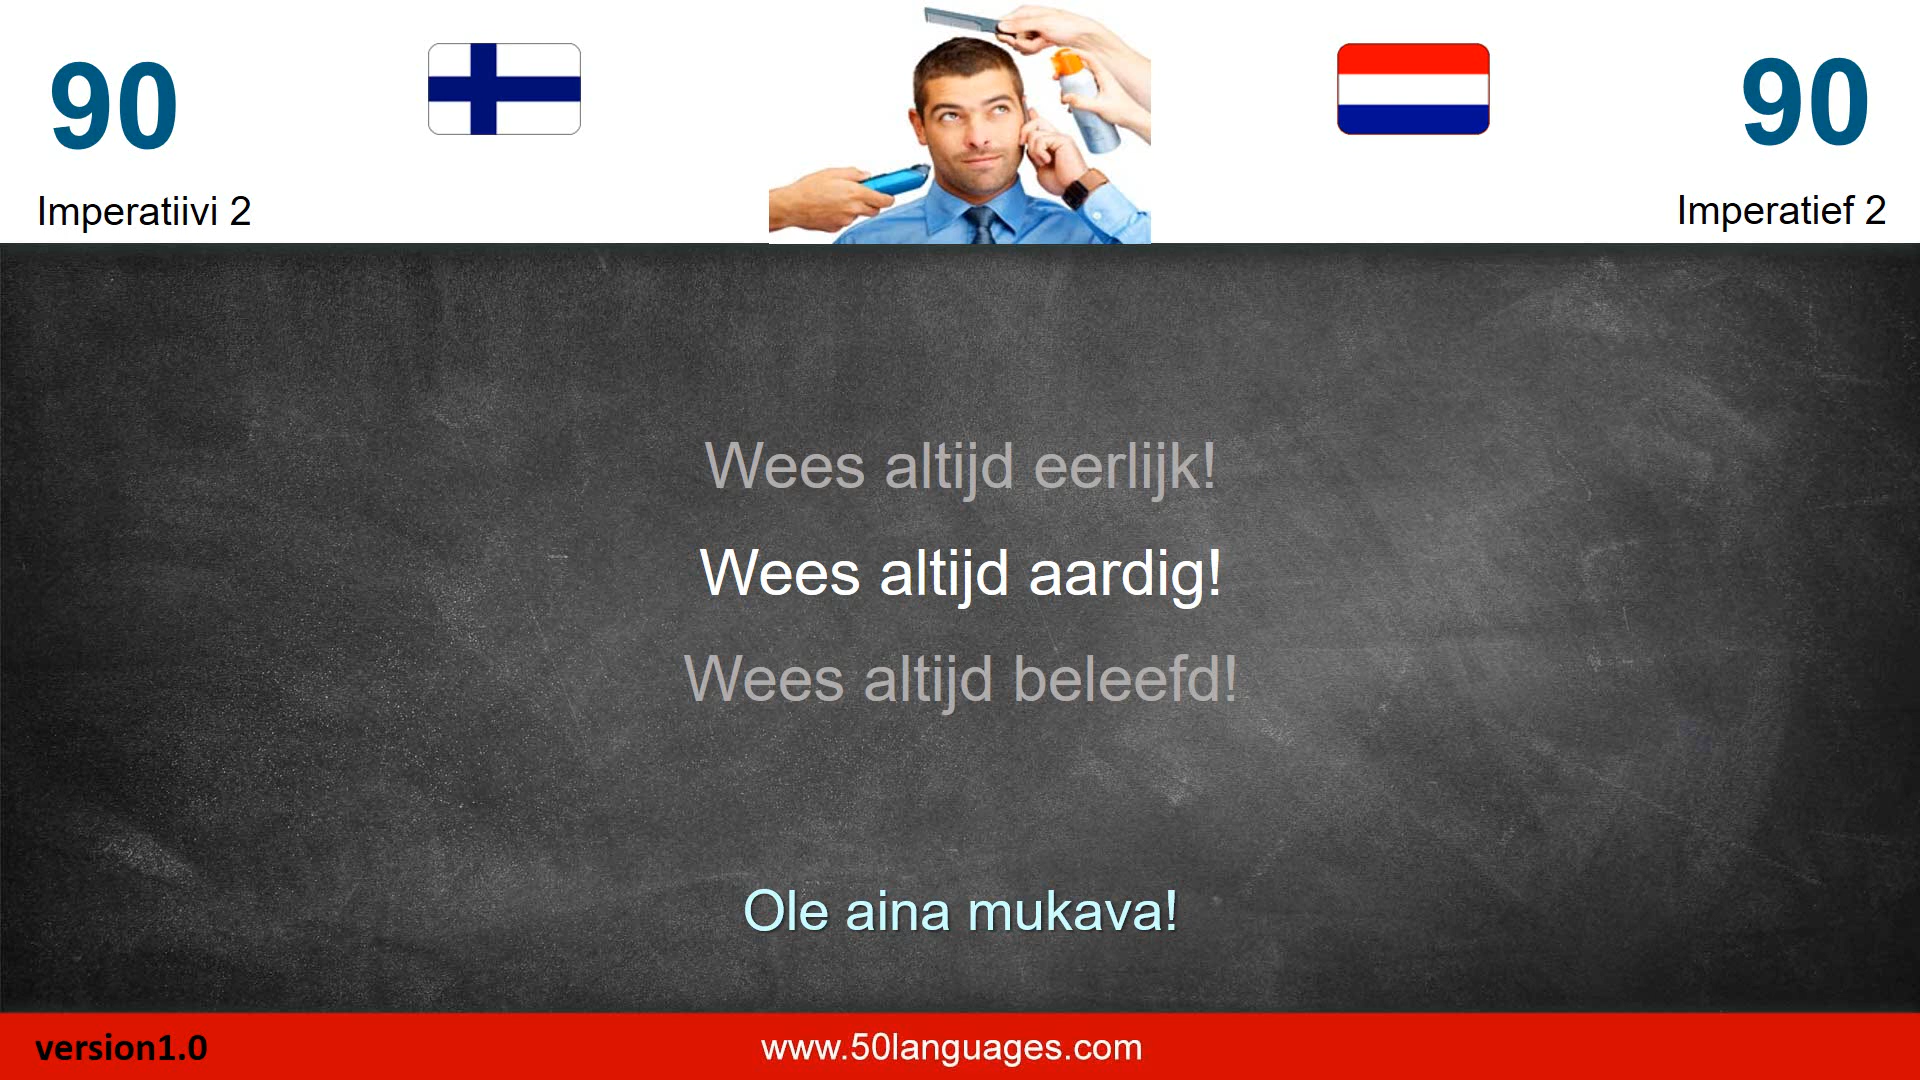 90
90
Imperatiivi 2
Imperatief 2
Wees altijd eerlijk!
Wees altijd aardig!
Wees altijd beleefd!
Ole aina mukava!
version1.0
www.50languages.com